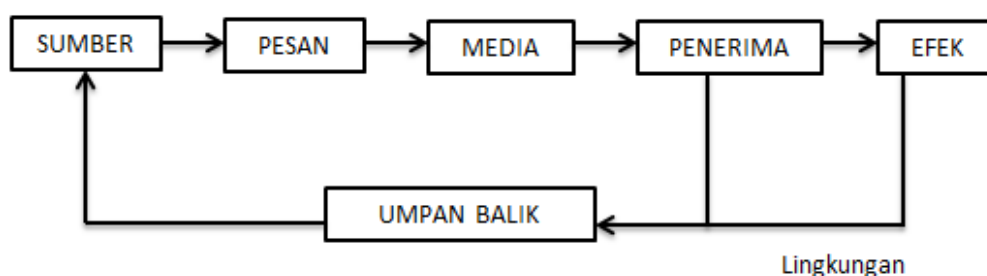 SUMBER
PESAN
MEDIA
PENERIMA
EFEK
UMPAN BALIK
Lingkungan